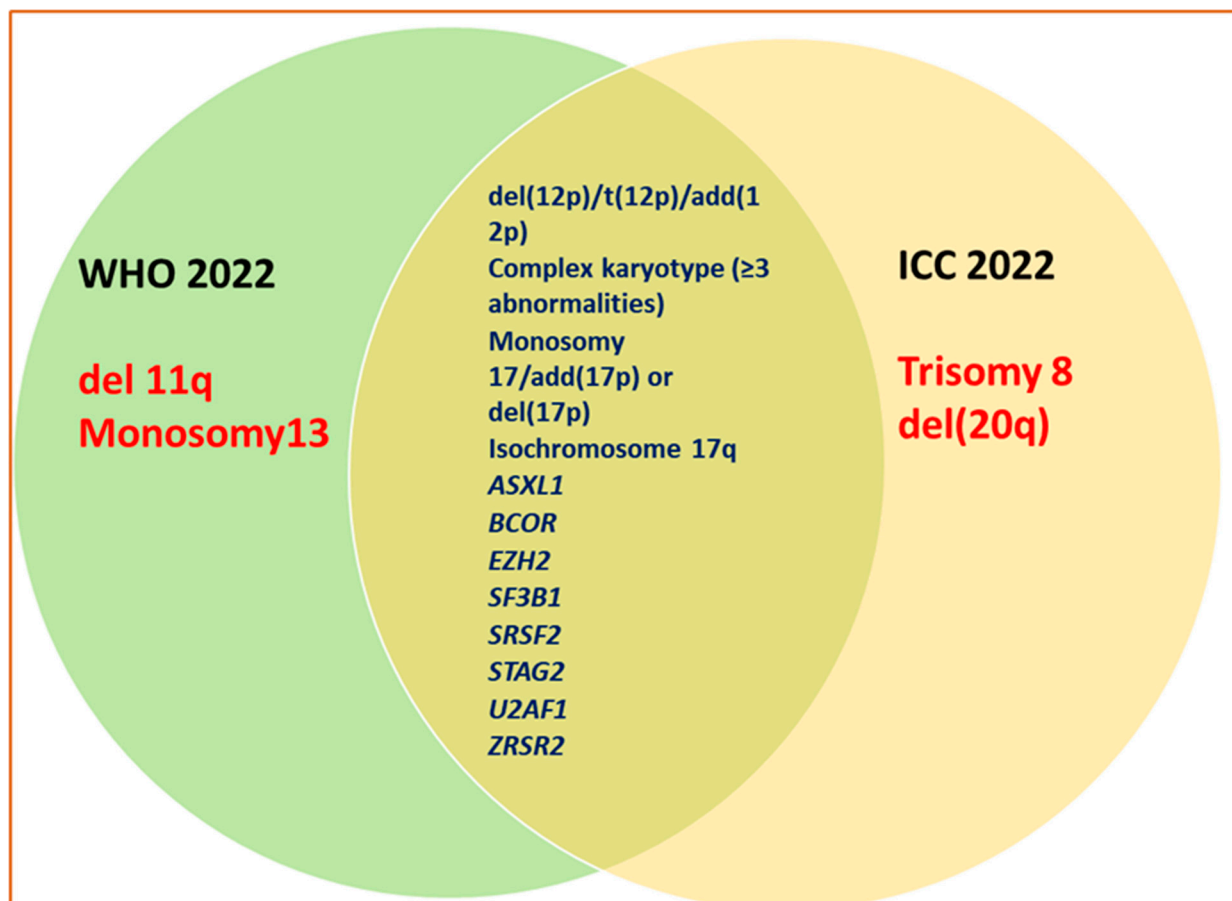 WHO 2022
del 11q
Monosomy13
del(12p)/t(12p)/add(1
2p)
Complex karyotype (≥3
abnormalities)
Monosomy
17/add(17p) or
del(17p)
Isochromosome 17q
ASXL1
BCOR
EZH2
SF3B1
SRSF2
STAG2
U2AF1
ZRSR2
ICC 2022
Trisomy 8
del(20q)